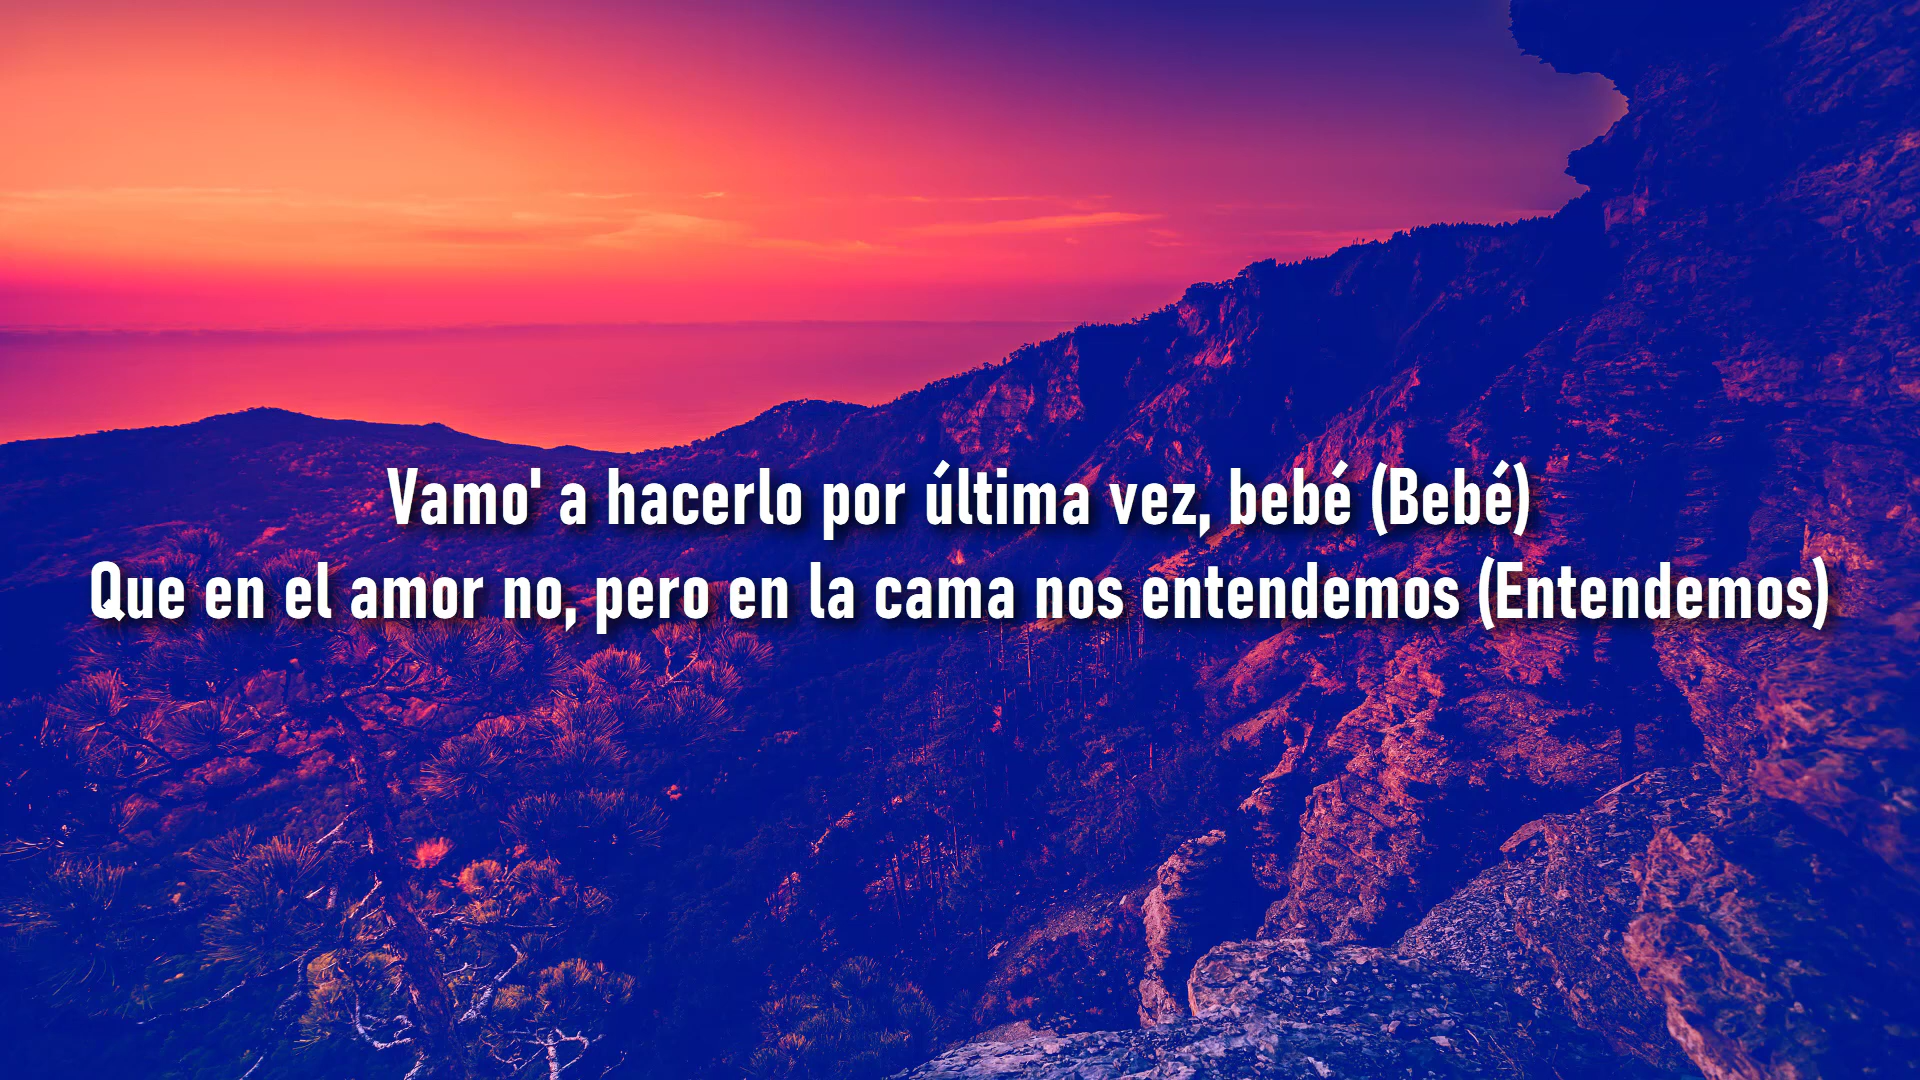 Vamo' a hacerlo por última vez, bebé (Bebé)
Que en el amor no, pero en la cama nos entendemos (Entendemos)